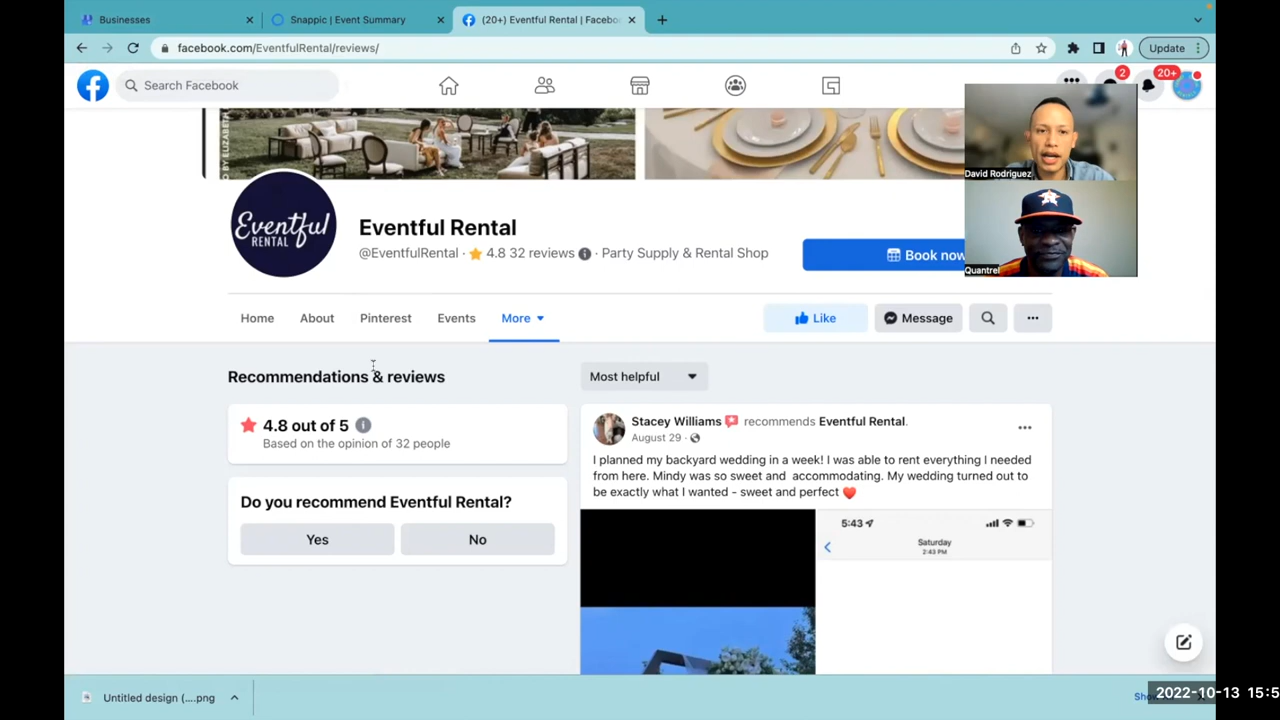 Businesses
Snappic | Event Summary
(20+) Eventful Rental | Facebo
facebook.com/EventfulRental/reviews/
Update
Search Facebook
2
20+
BY ELIZABETH
David Rodriguez
Quantrel
Eventful
RENTAL
Eventful Rental
@EventfulRental · 4.8 32 reviews · Party Supply & Rental Shop
Book now
Home About Pinterest Events More
Like
Message
Recommendations & reviews
4.8 out of 5
Based on the opinion of 32 people
Do you recommend Eventful Rental?
Yes
No
Most helpful
Stacey Williams recommends Eventful Rental.
August 29 ·
I planned my backyard wedding in a week! I was able to rent everything I needed
from here. Mindy was so sweet and accommodating. My wedding turned out to
be exactly what I wanted - sweet and perfect
5:43
Saturday
2:43 PM
Untitled design (....png
2022-10-13 15:5